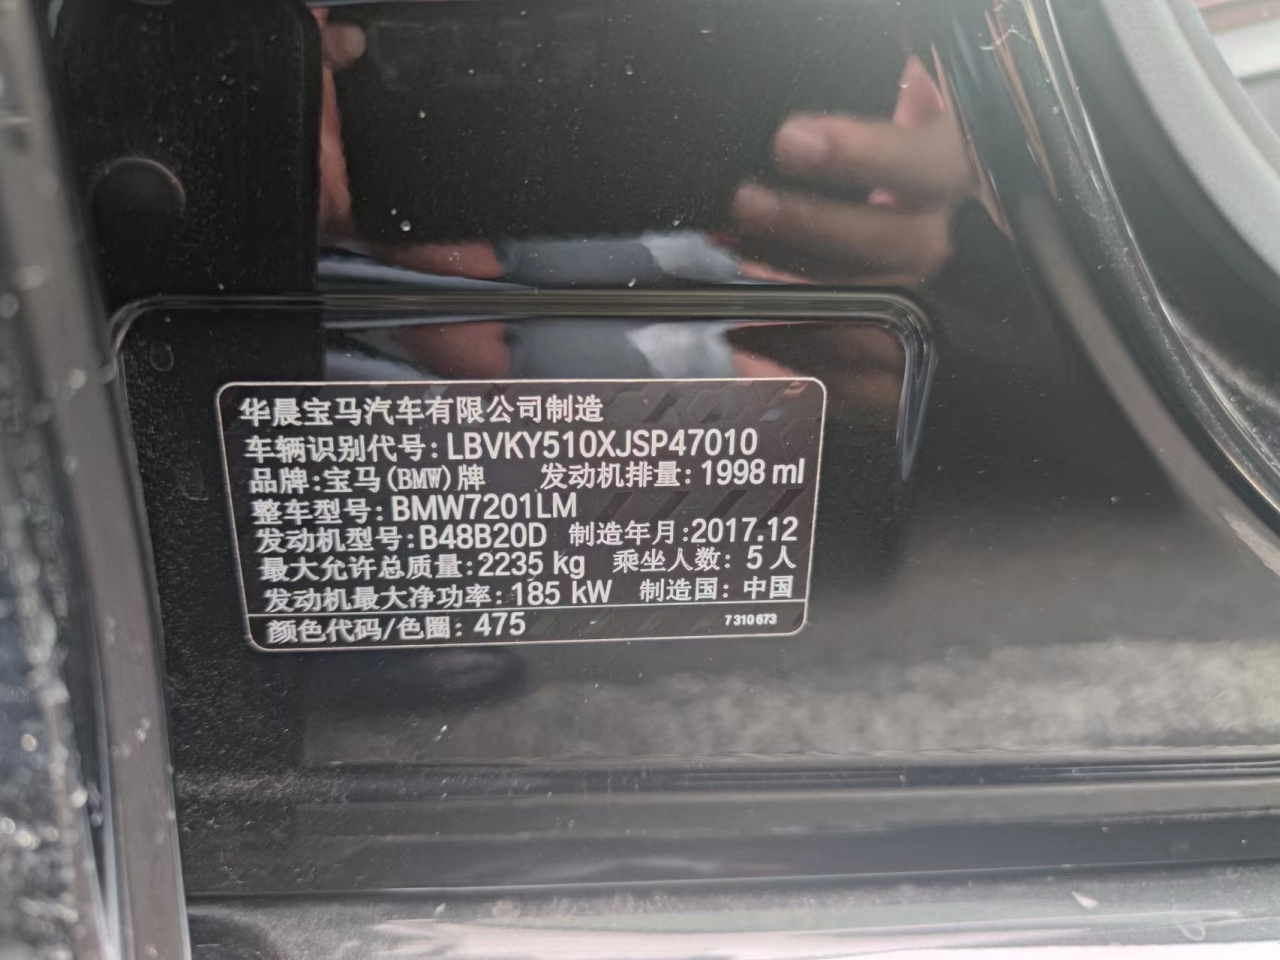 华晨宝马汽车有限公司制造
车辆识别代号: LBVKY510XJSP47010
品牌: 宝马(BMW)牌 发动机排量: 1998 ml
整车型号: BMW7201LM
发动机型号: B48B20D 制造年月: 2017.12
最大允许总质量: 2235 kg 乘坐人数: 5 人
发动机最大净功率: 185 kW 制造国: 中国
颜色代码/色圈: 475 7310673